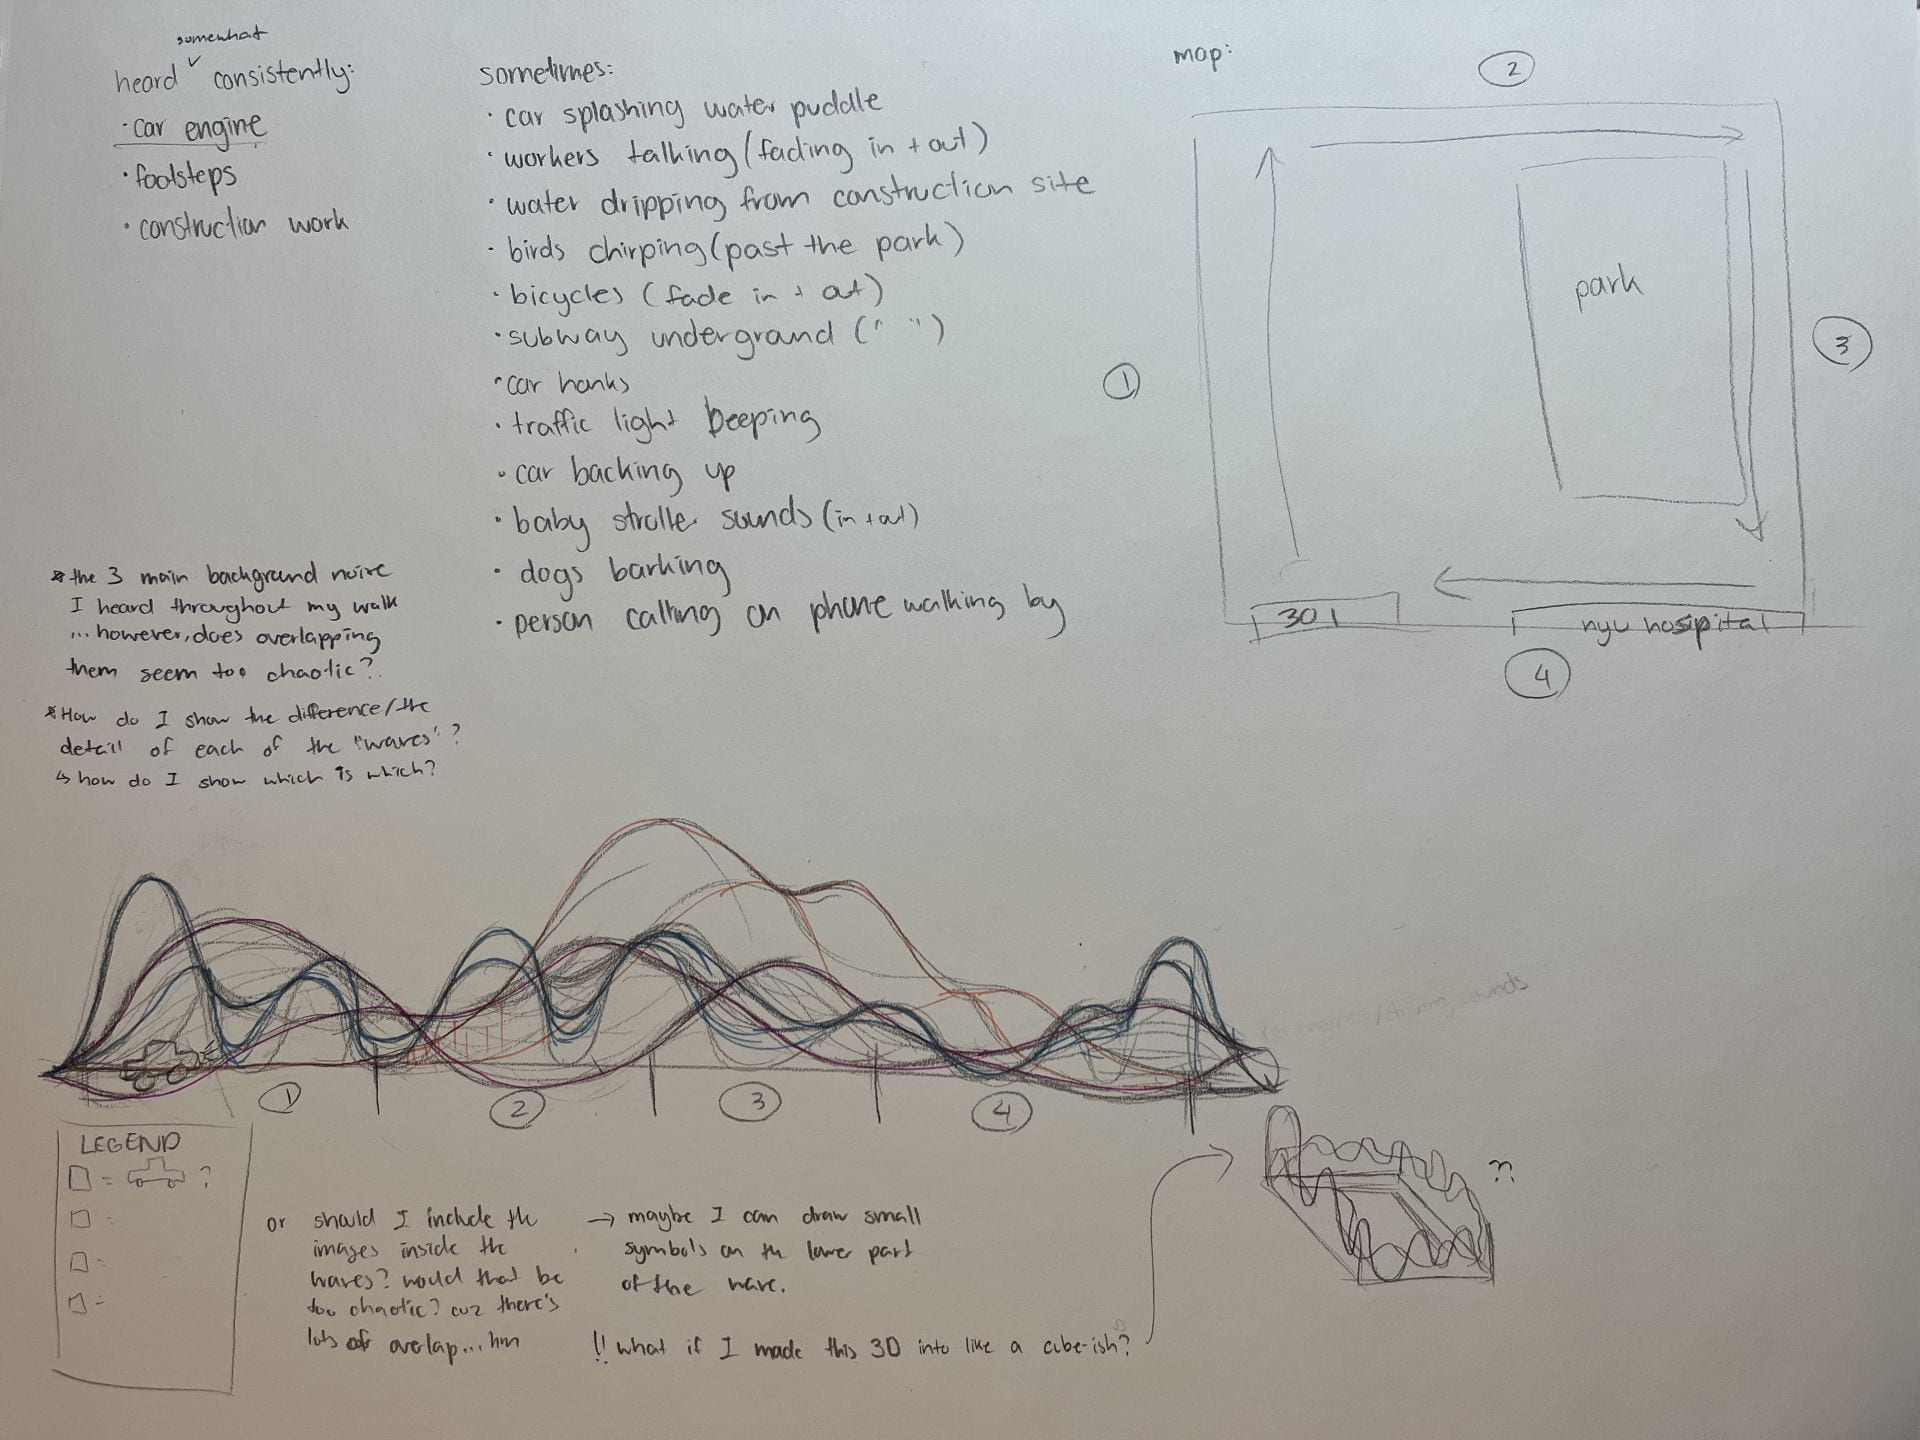 somewhat
heard ✓ consistently:
· car engine
· footsteps
· construction work
sometimes:
· car splashing water puddle
· workers talking (fading in + out)
· water dripping from construction site
· birds chirping (past the park)
· bicycles (fade in + out)
· subway underground (" ")
· car honks
· traffic light beeping
· car backing up
· baby stroller sounds (in + out)
· dogs barking
· person calling on phone walking by
map:
2
park
1
3
301
nyu hospital
4
* the 3 main background noise
I heard throughout my walk
... however, does overlapping
them seem too chaotic?
* How do I show the difference/the
detail of each of the "waves"?
↳ how do I show which is which?
1
2
3
4
LEGEND
= ?
=
=
=
or should I include the
images inside the
waves? would that be
too chaotic? cuz there's
lots of overlap... hm
→ maybe I can draw small
symbols on the lower part
of the wave.
!! what if I made this 3D into like a cube-ish?
??